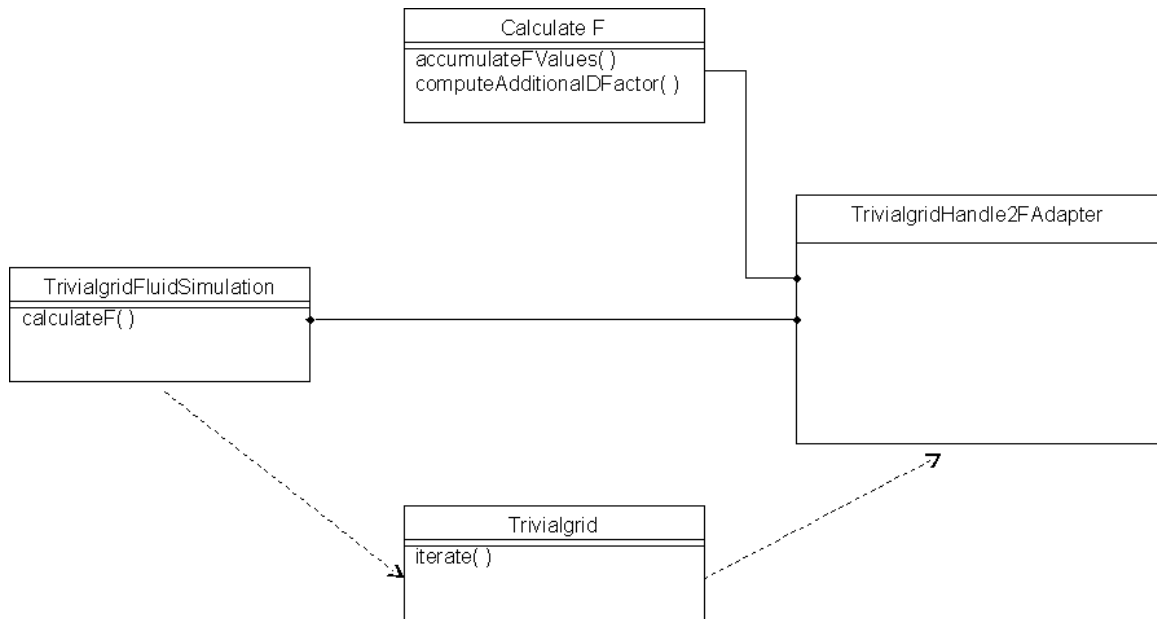 Calculate F
accumulateFValues( )
computeAdditionalDFactor( )
TrivialgridHandle2FAdapter
TrivialgridFluidSimulation
calculateF( )
Trivialgrid
iterate( )